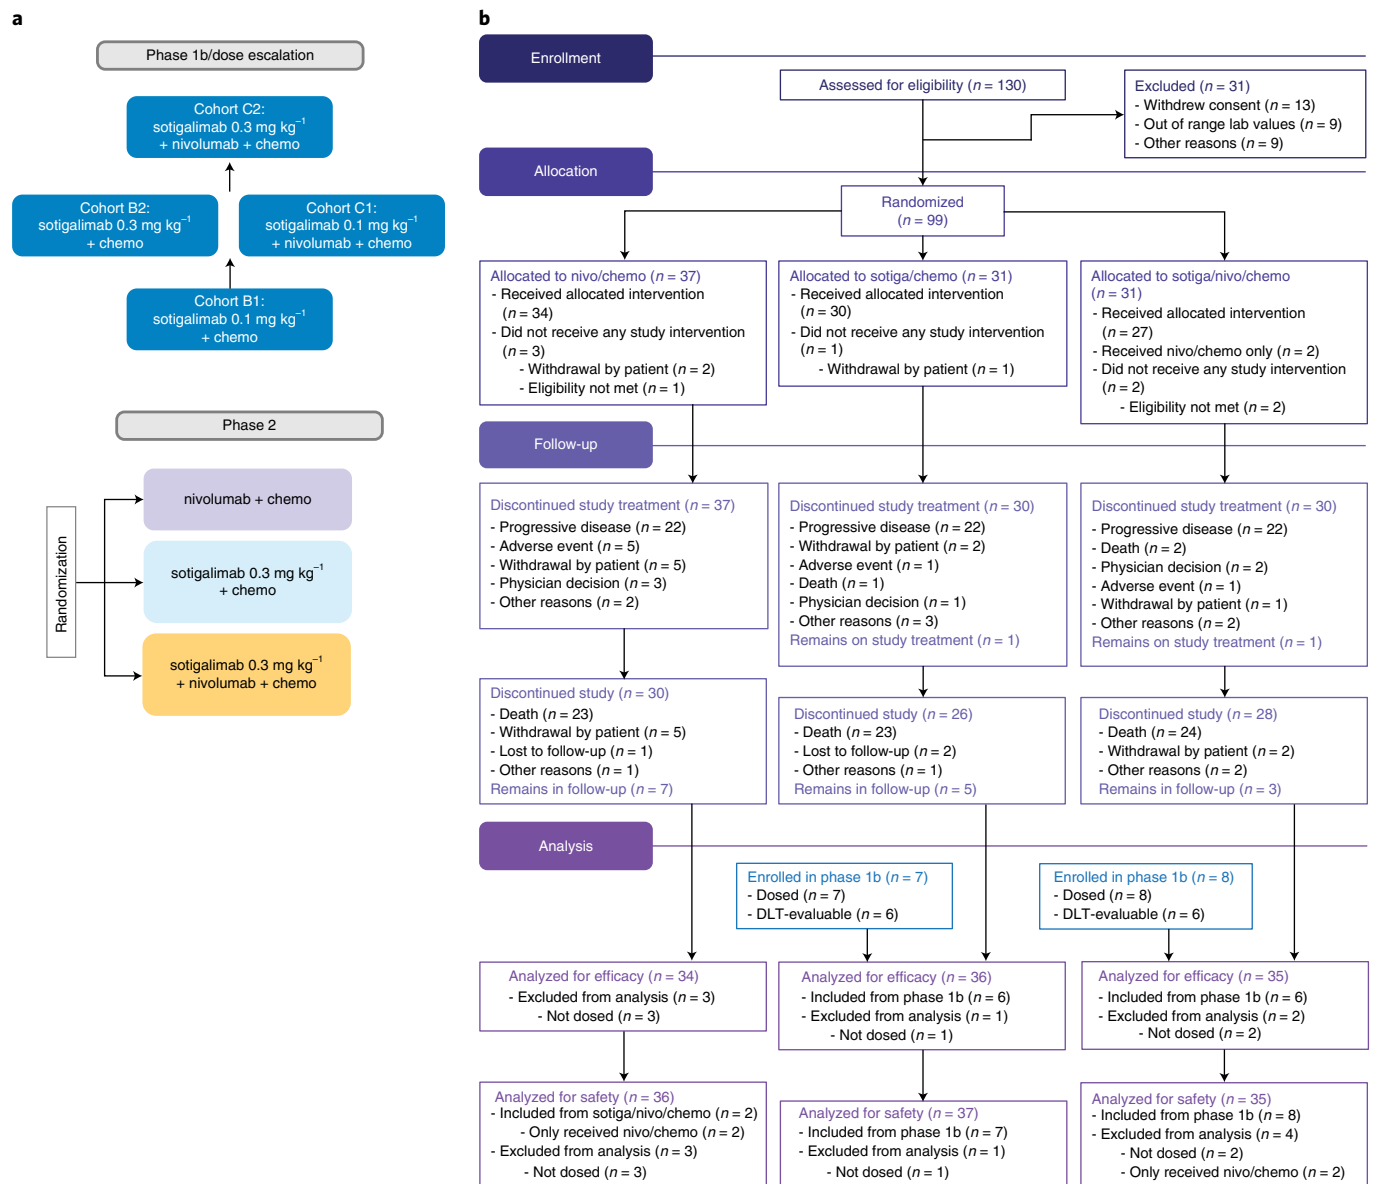 a
Phase 1b/dose escalation
Cohort C2:
sotigalimab 0.3 mg kg⁻¹
+ nivolumab + chemo
Cohort B2:
sotigalimab 0.3 mg kg⁻¹
+ chemo
Cohort C1:
sotigalimab 0.1 mg kg⁻¹
+ nivolumab + chemo
Cohort B1:
sotigalimab 0.1 mg kg⁻¹
+ chemo
Phase 2
Randomization
nivolumab + chemo
sotigalimab 0.3 mg kg⁻¹
+ chemo
sotigalimab 0.3 mg kg⁻¹
+ nivolumab + chemo
b
Enrollment
Assessed for eligibility (n = 130)
Excluded (n = 31)
- Withdrew consent (n = 13)
- Out of range lab values (n = 9)
- Other reasons (n = 9)
Allocation
Randomized
(n = 99)
Allocated to nivo/chemo (n = 37)
- Received allocated intervention
(n = 34)
- Did not receive any study intervention
(n = 3)
- Withdrawal by patient (n = 2)
- Eligibility not met (n = 1)
Allocated to sotiga/chemo (n = 31)
- Received allocated intervention
(n = 30)
- Did not receive any study intervention
(n = 1)
- Withdrawal by patient (n = 1)
Allocated to sotiga/nivo/chemo
(n = 31)
- Received allocated intervention
(n = 27)
- Received nivo/chemo only (n = 2)
- Did not receive any study intervention
(n = 2)
- Eligibility not met (n = 2)
Follow-up
Discontinued study treatment (n = 37)
- Progressive disease (n = 22)
- Adverse event (n = 5)
- Withdrawal by patient (n = 5)
- Physician decision (n = 3)
- Other reasons (n = 2)
Discontinued study treatment (n = 30)
- Progressive disease (n = 22)
- Withdrawal by patient (n = 2)
- Adverse event (n = 1)
- Death (n = 1)
- Physician decision (n = 1)
- Other reasons (n = 3)
Remains on study treatment (n = 1)
Discontinued study treatment (n = 30)
- Progressive disease (n = 22)
- Death (n = 2)
- Physician decision (n = 2)
- Adverse event (n = 1)
- Withdrawal by patient (n = 1)
- Other reasons (n = 2)
Remains on study treatment (n = 1)
Discontinued study (n = 30)
- Death (n = 23)
- Withdrawal by patient (n = 5)
- Lost to follow-up (n = 1)
- Other reasons (n = 1)
Remains in follow-up (n = 7)
Discontinued study (n = 26)
- Death (n = 23)
- Lost to follow-up (n = 2)
- Other reasons (n = 1)
Remains in follow-up (n = 5)
Discontinued study (n = 28)
- Death (n = 24)
- Withdrawal by patient (n = 2)
- Other reasons (n = 2)
Remains in follow-up (n = 3)
Analysis
Enrolled in phase 1b (n = 7)
- Dosed (n = 7)
- DLT-evaluable (n = 6)
Enrolled in phase 1b (n = 8)
- Dosed (n = 8)
- DLT-evaluable (n = 6)
Analyzed for efficacy (n = 34)
- Excluded from analysis (n = 3)
- Not dosed (n = 3)
Analyzed for efficacy (n = 36)
- Included from phase 1b (n = 6)
- Excluded from analysis (n = 1)
- Not dosed (n = 1)
Analyzed for efficacy (n = 35)
- Included from phase 1b (n = 6)
- Excluded from analysis (n = 2)
- Not dosed (n = 2)
Analyzed for safety (n = 36)
- Included from sotiga/nivo/chemo (n = 2)
- Only received nivo/chemo (n = 2)
- Excluded from analysis (n = 3)
- Not dosed (n = 3)
Analyzed for safety (n = 37)
- Included from phase 1b (n = 7)
- Excluded from analysis (n = 1)
- Not dosed (n = 1)
Analyzed for safety (n = 35)
- Included from phase 1b (n = 8)
- Excluded from analysis (n = 4)
- Not dosed (n = 2)
- Only received nivo/chemo (n = 2)